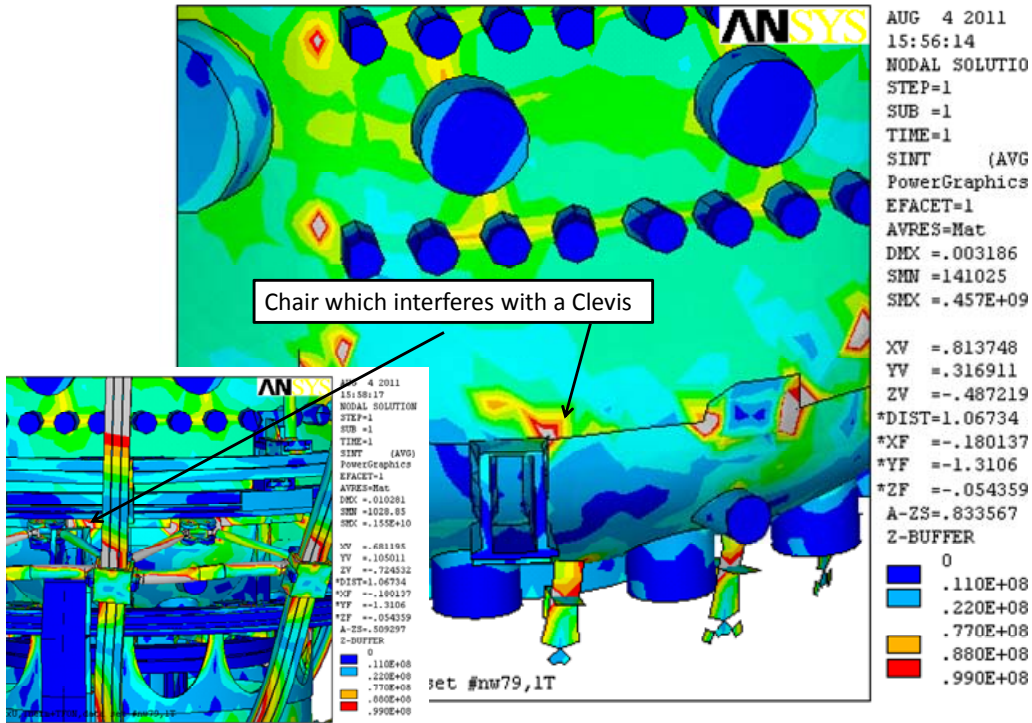 ANSYS
AUG 4 2011
15:56:14
NODAL SOLUTIO
STEP=1
SUB =1
TIME=1
SINT (AVG
PowerGraphics
EFACET=1
AVRES=Mat
DMX =.003186
SMN =141025
SMX =.457E+09
XV =.813748
YV =.316911
ZV =-.487219
*DIST=1.06734
*XF =-.180137
*YF =-1.3106
*ZF =-.054359
A-ZS=.833567
Z-BUFFER
0
.110E+08
.220E+08
.770E+08
.880E+08
.990E+08
Chair which interferes with a Clevis
set #nw79,1T
ANSYS
AUG 4 2011
15:58:17
NODAL SOLUTION
STEP=1
SUB =1
TIME=1
SINT (AVG)
PowerGraphics
EFACET=1
AVRES=Mat
DMX =.010281
SMN =1028.85
SMX =.155E+10
XV =-.681195
YV =.105011
ZV =-.724532
*DIST=1.06734
*XF =-.180137
*YF =-1.3106
*ZF =-.054359
A-ZS=.509297
Z-BUFFER
0
.110E+08
.220E+08
.770E+08
.880E+08
.990E+08
set #nw79,1T